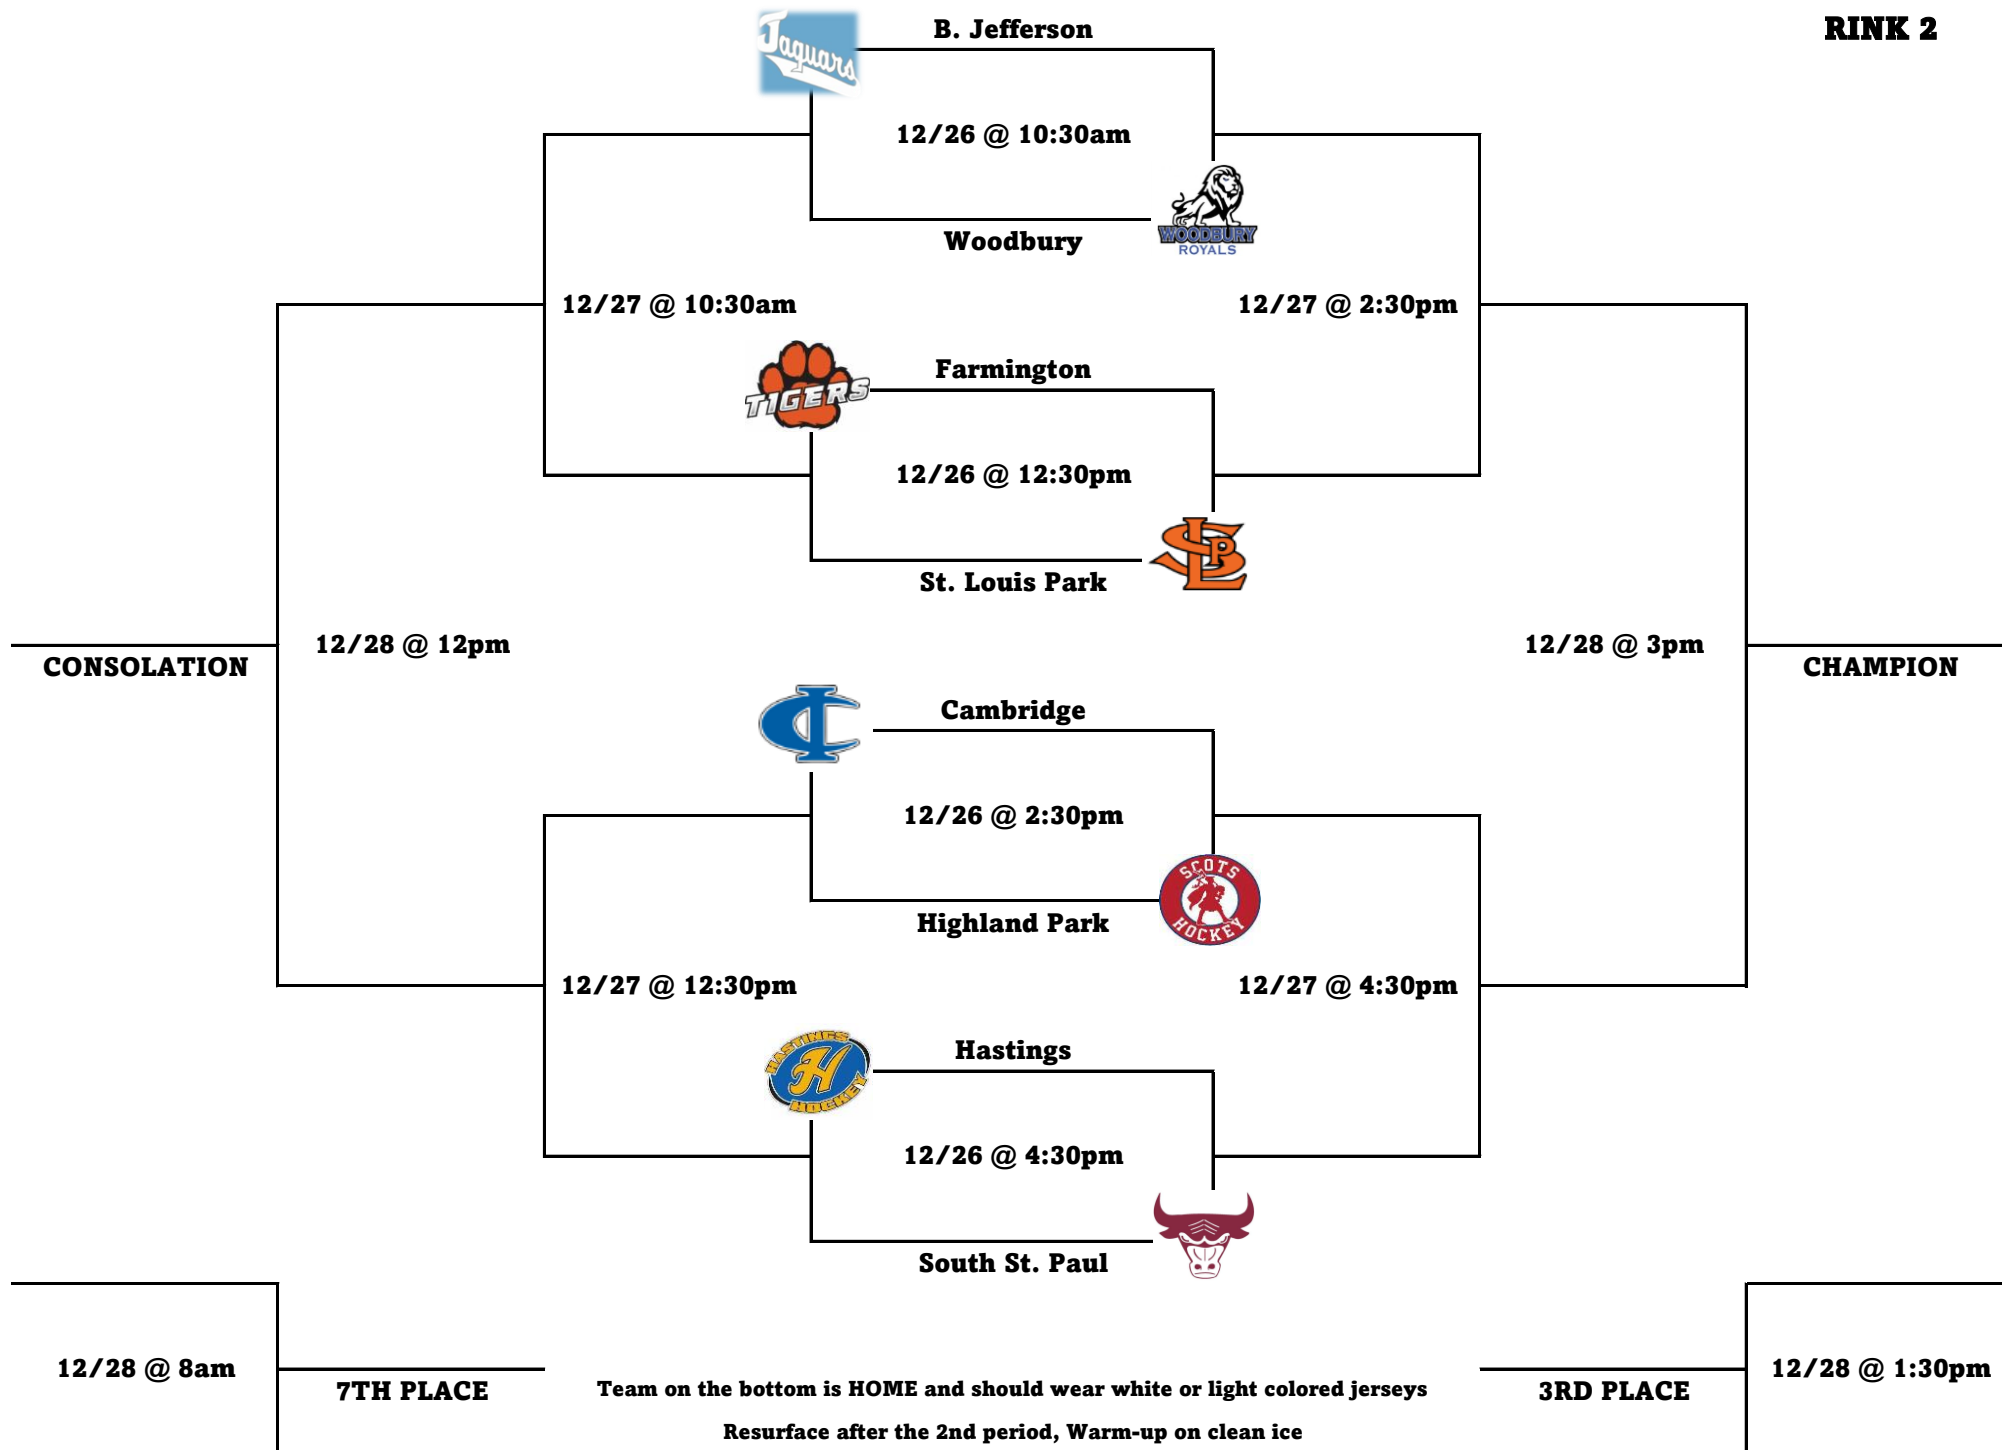 B. Jefferson
RINK 2
Jaguars
12/26 @ 10:30am
WOODBURY
ROYALS
Woodbury
12/27 @ 10:30am
12/27 @ 2:30pm
Farmington
TIGERS
12/26 @ 12:30pm
SLP
St. Louis Park
12/28 @ 12pm
12/28 @ 3pm
CONSOLATION
CHAMPION
Cambridge
CI
12/26 @ 2:30pm
SCOTS
HOCKEY
Highland Park
12/27 @ 12:30pm
12/27 @ 4:30pm
Hastings
HASTINGS
H
HOCKEY
12/26 @ 4:30pm
South St. Paul
12/28 @ 8am
12/28 @ 1:30pm
7TH PLACE
Team on the bottom is HOME and should wear white or light colored jerseys
3RD PLACE
Resurface after the 2nd period, Warm-up on clean ice